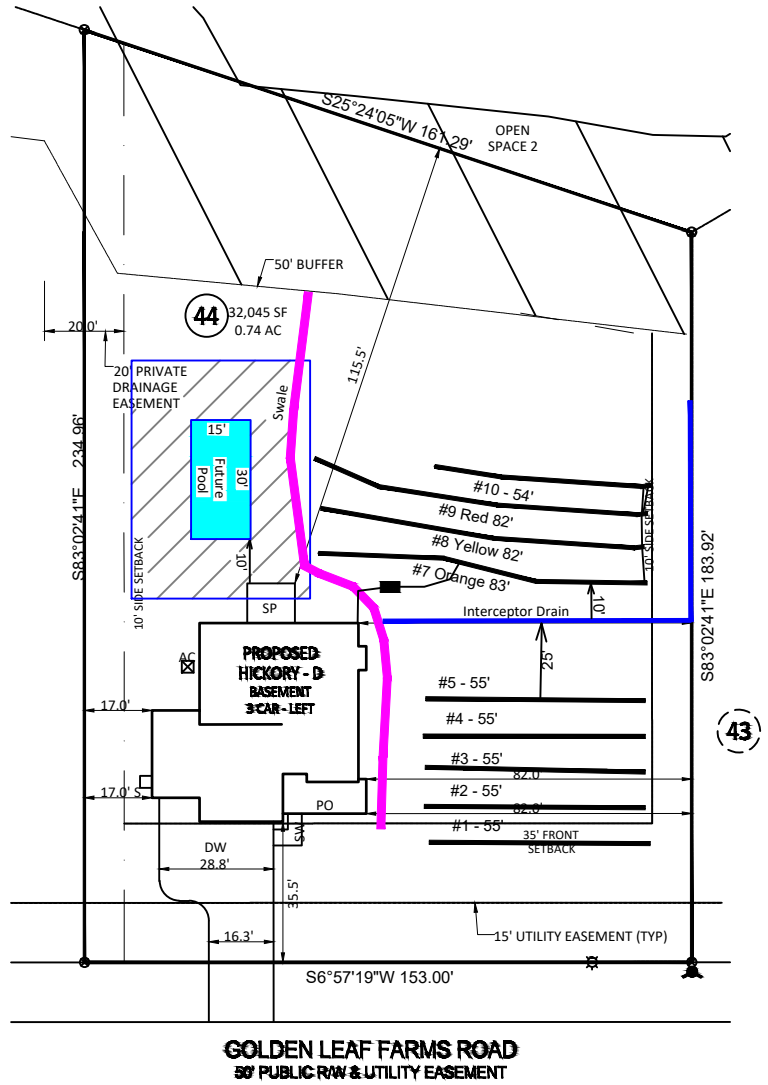 S25°24'05"W 161.29'
OPEN
SPACE 2
50' BUFFER
44
32,045 SF
0.74 AC
20.0'
20' PRIVATE
DRAINAGE
EASEMENT
115.5'
Swale
15'
30'
Future
Pool
S83°02'41"E 234.96'
10' SIDE SETBACK
10'
#10 - 54'
#9 Red 82'
#8 Yellow 82'
#7 Orange 83'
10' SIDE SETBACK
S83°02'41"E 183.92'
Interceptor Drain
10'
SP
AC
PROPOSED
HICKORY - D
BASEMENT
3 CAR - LEFT
25'
#5 - 55'
#4 - 55'
#3 - 55'
82.0'
#2 - 55'
82.0'
#1 - 55'
35' FRONT
SETBACK
43
17.0'
17.0' S
PO
SW
DW
28.8'
35.5'
16.3'
15' UTILITY EASEMENT (TYP)
S6°57'19"W 153.00'
GOLDEN LEAF FARMS ROAD
50' PUBLIC R/W & UTILITY EASEMENT